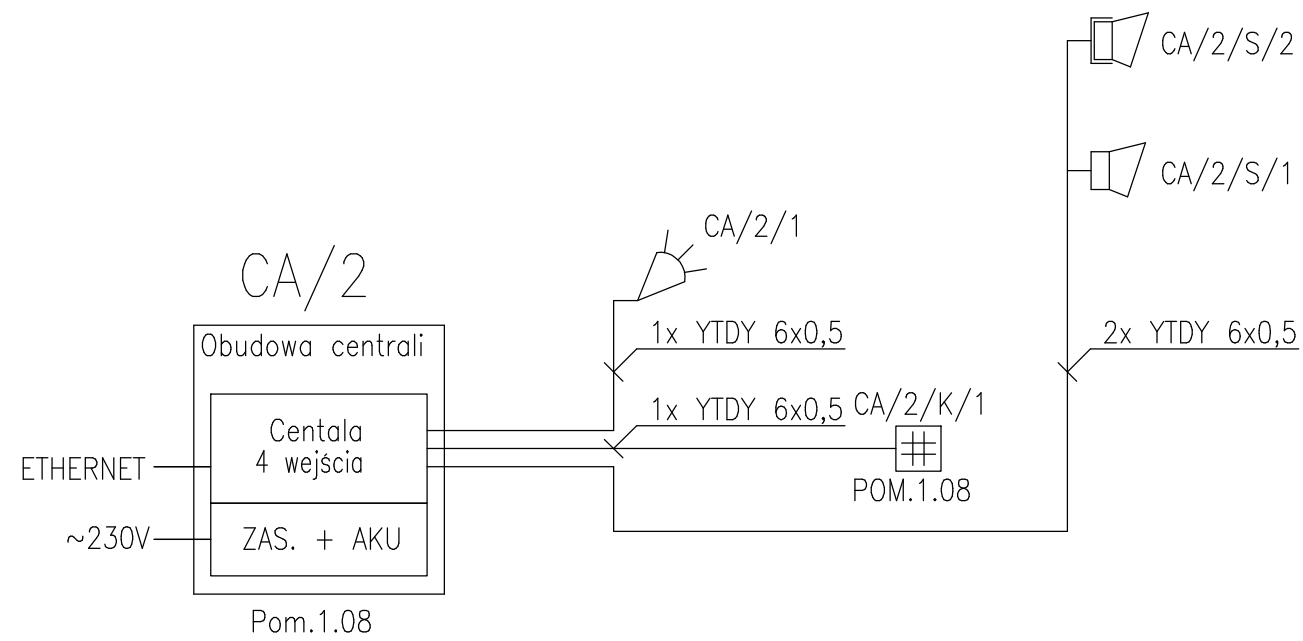 CA/2/S/2
CA/2/S/1
CA/2/1
CA/2
1x YTDY 6x0,5
2x YTDY 6x0,5
Obudowa centrali
1x YTDY 6x0,5
CA/2/K/1
Centala
4 wejścia
ETHERNET
POM.1.08
~230V
ZAS. + AKU
Pom.1.08